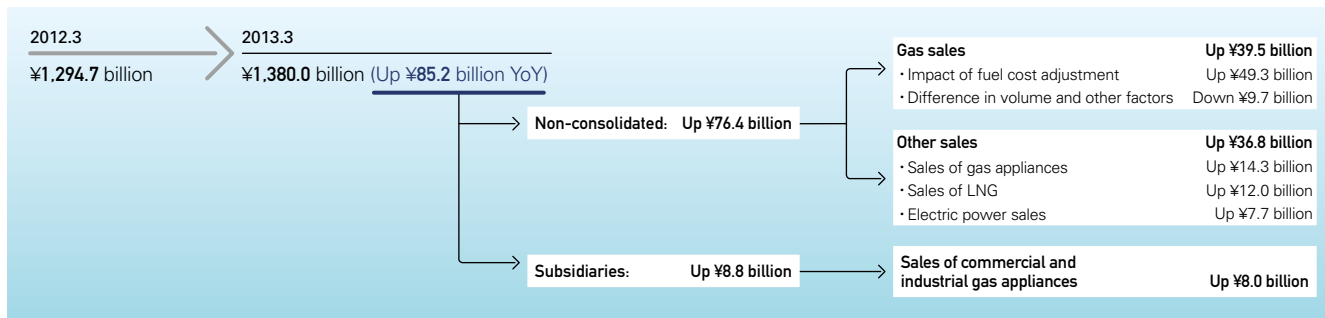 2012.3
2013.3
¥1,294.7 billion
¥1,380.0 billion (Up ¥85.2 billion YoY)
Non-consolidated: Up ¥76.4 billion
Gas sales Up ¥39.5 billion
・Impact of fuel cost adjustment Up ¥49.3 billion
・Difference in volume and other factors Down ¥9.7 billion
Other sales Up ¥36.8 billion
・Sales of gas appliances Up ¥14.3 billion
・Sales of LNG Up ¥12.0 billion
・Electric power sales Up ¥7.7 billion
Subsidiaries: Up ¥8.8 billion
Sales of commercial and
industrial gas appliances Up ¥8.0 billion